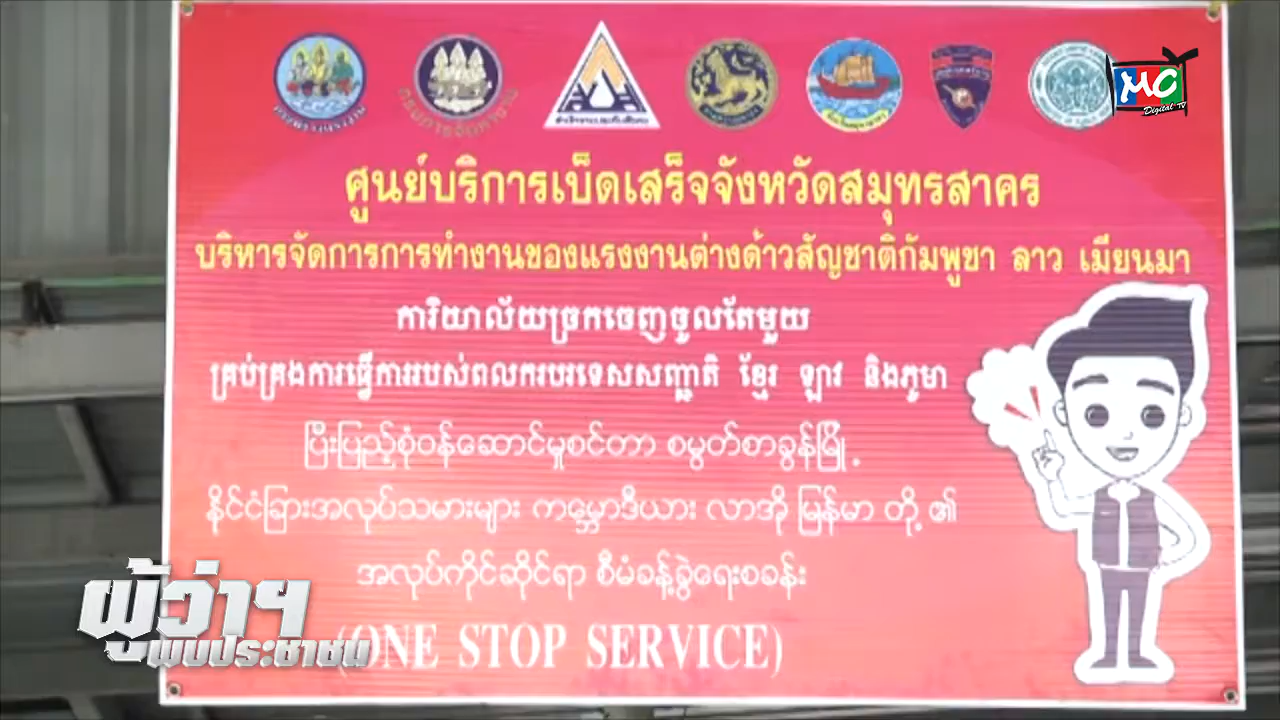 MC
Digital TV
ศูนย์บริการเบ็ดเสร็จจังหวัดสมุทรสาคร
บริหารจัดการการทำงานของแรงงานต่างด้าวสัญชาติกัมพูชา ลาว เมียนมา
ការិយាល័យច្រកចេញចូលតែមួយ
គ្រប់គ្រងការធ្វើការរបស់ពលករបរទេសសញ្ជាតិ ខ្មែរ ឡាវ និងភូមា
ပြီးပြည့်စုံဝန်ဆောင်မှုစင်တာ စမွတ်စာခွန်မြို့
နိုင်ငံခြားအလုပ်သမားများ ကမ္ဘောဒီယား လာအို မြန်မာ တို့ ၏
အလုပ်ကိုင်ဆိုင်ရာ စီမံခန့်ခွဲရေးစခန်း
(ONE STOP SERVICE)
ผู้ว่าฯ
พบประชาชน